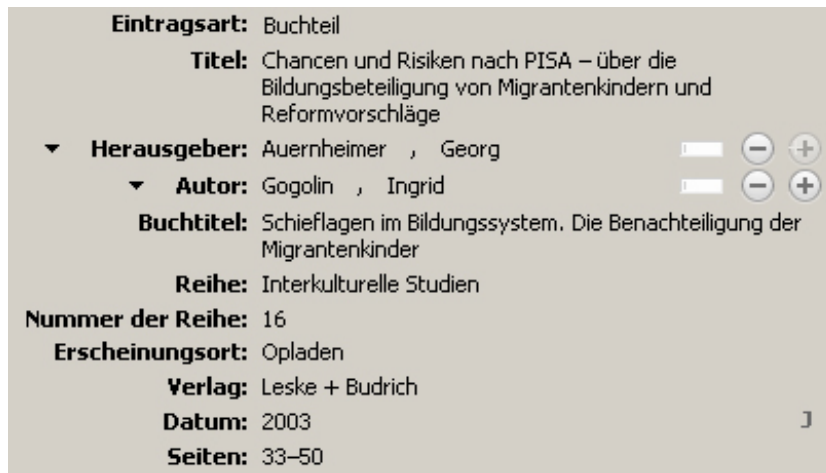 Eintragsart: Buchteil
Titel: Chancen und Risiken nach PISA – über die
Bildungsbeteiligung von Migrantenkindern und
Reformvorschläge
Herausgeber: Auernheimer , Georg
Autor: Gogolin , Ingrid
Buchtitel: Schieflagen im Bildungssystem. Die Benachteiligung der
Migrantenkinder
Reihe: Interkulturelle Studien
Nummer der Reihe: 16
Erscheinungsort: Opladen
Verlag: Leske + Budrich
Datum: 2003 J
Seiten: 33–50